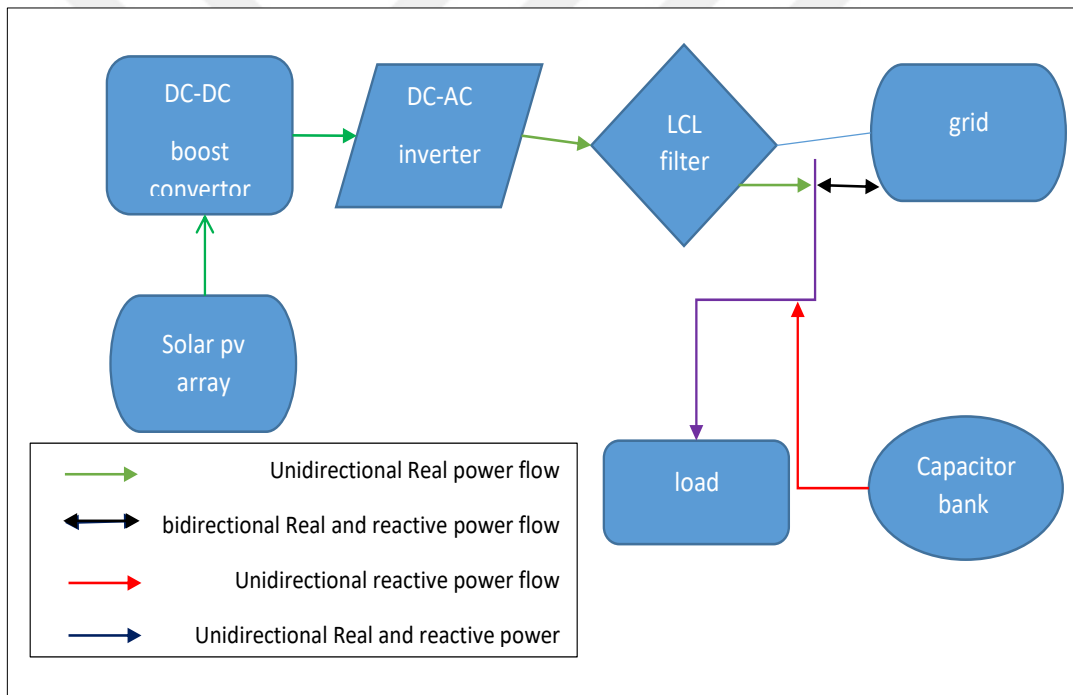 DC-DC
boost
convertor
DC-AC
inverter
LCL
filter
grid
Solar pv
array
load
Capacitor
bank
Unidirectional Real power flow
bidirectional Real and reactive power flow
Unidirectional reactive power flow
Unidirectional Real and reactive power